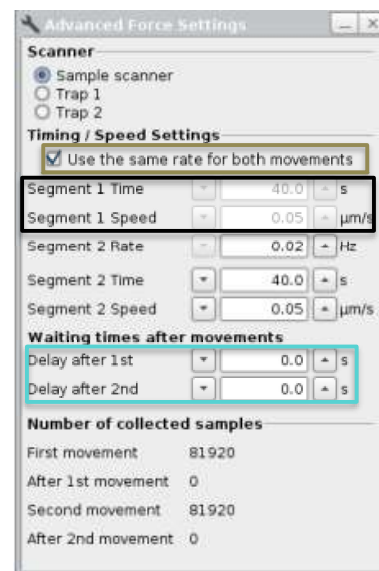 Advanced Force Settings
Scanner
Sample scanner
Trap 1
Trap 2
Timing / Speed Settings
Use the same rate for both movements
Segment 1 Time 40.0 s
Segment 1 Speed 0.05 µm/s
Segment 2 Rate 0.02 Hz
Segment 2 Time 40.0 s
Segment 2 Speed 0.05 µm/s
Waiting times after movements
Delay after 1st 0.0 s
Delay after 2nd 0.0 s
Number of collected samples
First movement 81920
After 1st movement 0
Second movement 81920
After 2nd movement 0